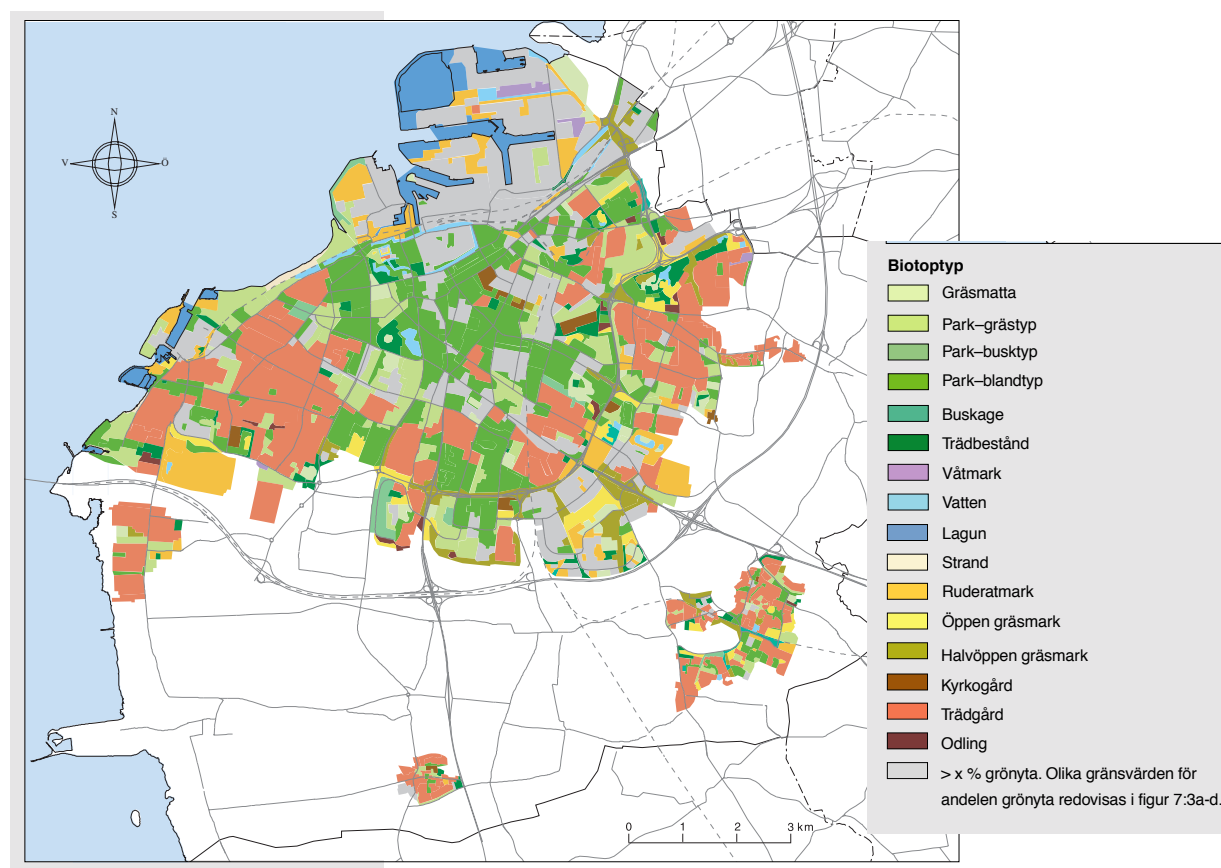 N
V
Ö
S
Biotoptyp
Gräsmatta
Park–grästyp
Park–busktyp
Park–blandtyp
Buskage
Trädbestånd
Våtmark
Vatten
Lagun
Strand
Ruderatmark
Öppen gräsmark
Halvöppen gräsmark
Kyrkogård
Trädgård
Odling
> x % grönyta. Olika gränsvärden för
andelen grönyta redovisas i figur 7:3a-d.
0 1 2 3 km